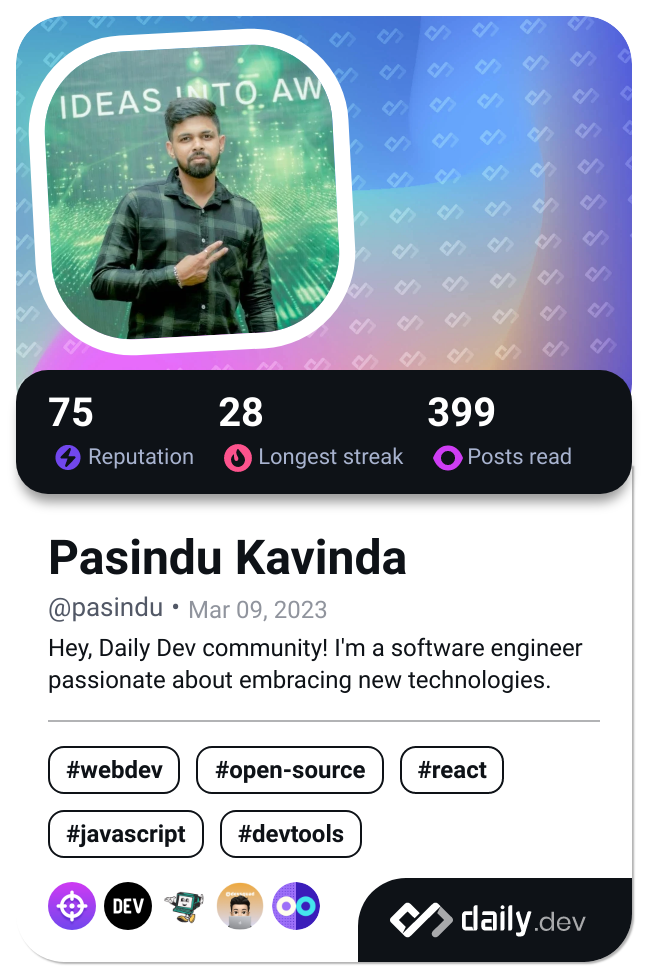 IDEAS INTO AW
75
28
399
Reputation
Longest streak
Posts read
Pasindu Kavinda
@pasindu • Mar 09, 2023
Hey, Daily Dev community! I'm a software engineer
passionate about embracing new technologies.
#webdev
#open-source
#react
#javascript
#devtools
DEV
daily.dev